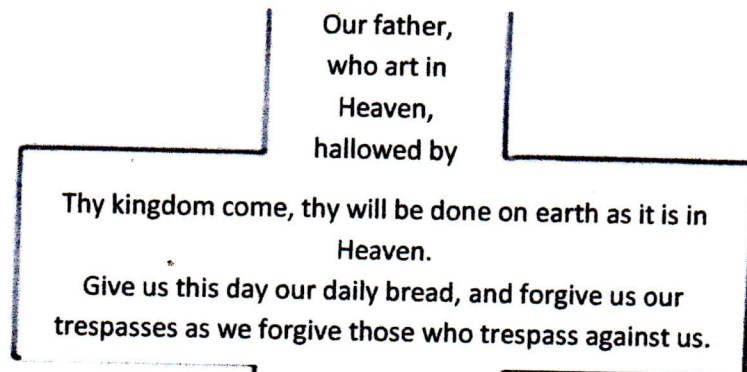 Our father,
who art in
Heaven,
hallowed by
Thy kingdom come, thy will be done on earth as it is in
Heaven.
Give us this day our daily bread, and forgive us our
trespasses as we forgive those who trespass against us.